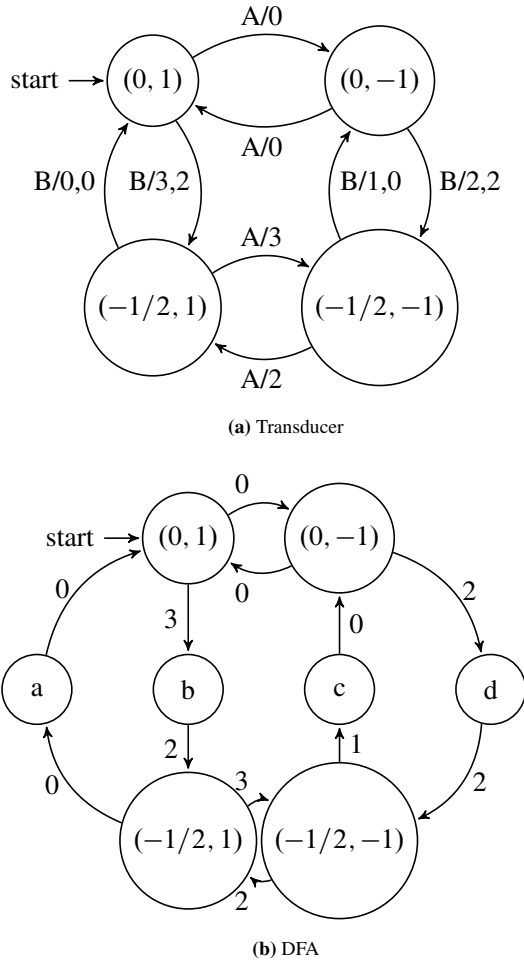 A/0
start (0, 1) (0, −1)
A/0
B/0,0 B/3,2 B/1,0 B/2,2
A/3
(−1/2, 1) (−1/2, −1)
A/2
(a) Transducer
0
start (0, 1) (0, −1)
0
0 3 0 2
a b c d
0 2 3 1 2
(−1/2, 1) (−1/2, −1)
2
(b) DFA